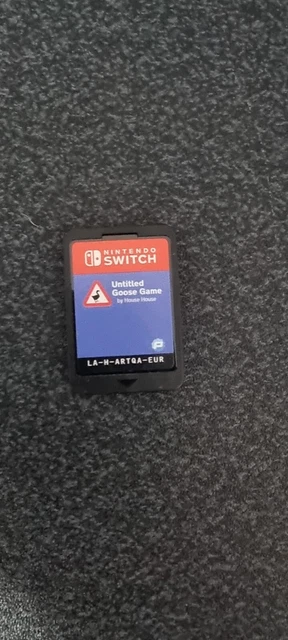 NINTENDO
SWITCH
Untitled
Goose Game
by House House
LA-H-ARTQA-EUR